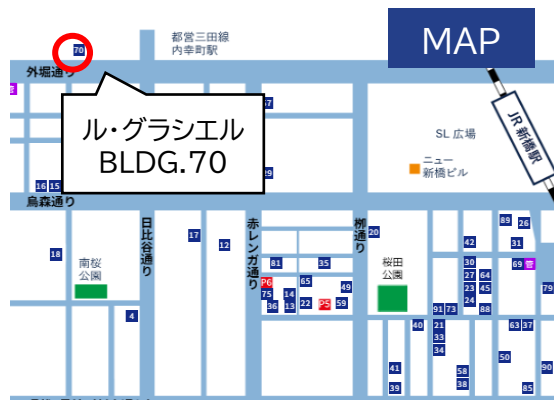 MAP
都営三田線
内幸町駅
70
外堀通り
ル・グラシエル
BLDG.70
JR 新橋駅
SL 広場
ニュー
新橋ビル
16 15
29
烏森通り
日比谷通り
赤レンガ通り
柳通り
89 26
17
20
12
42
31
18
南桜
公園
81
35
桜田
公園
30
69 管
P6
65
27 64
75
14
49
23 45
79
36
13
22
P5
59
24
4
91 73
88
40
21
63 37
33
34
50
41
58
90
39
38
85